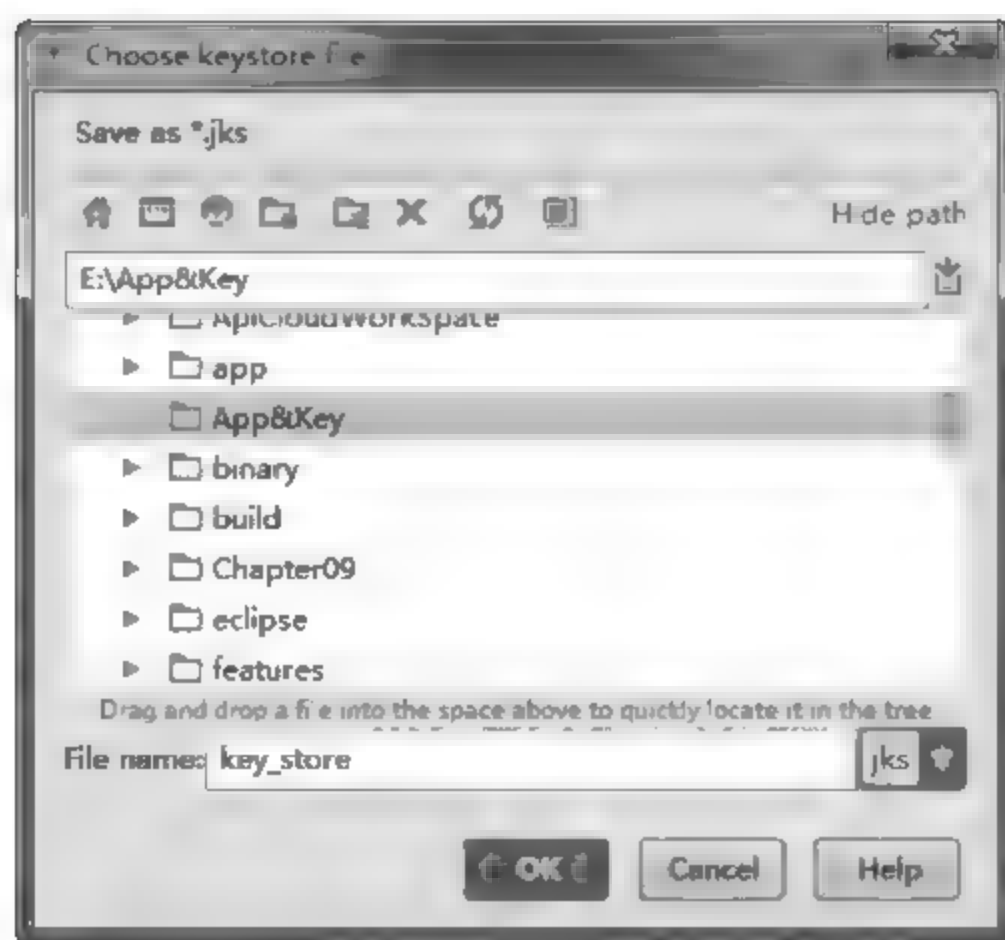 Choose keystore file
Save as *.jks
Hide path
E:\App&Key
ApiCloudWorkspace
app
App&Key
binary
build
Chapter09
eclipse
features
Drag and drop a file into the space above to quickly locate it in the tree
File name: key_store jks
OK Cancel Help